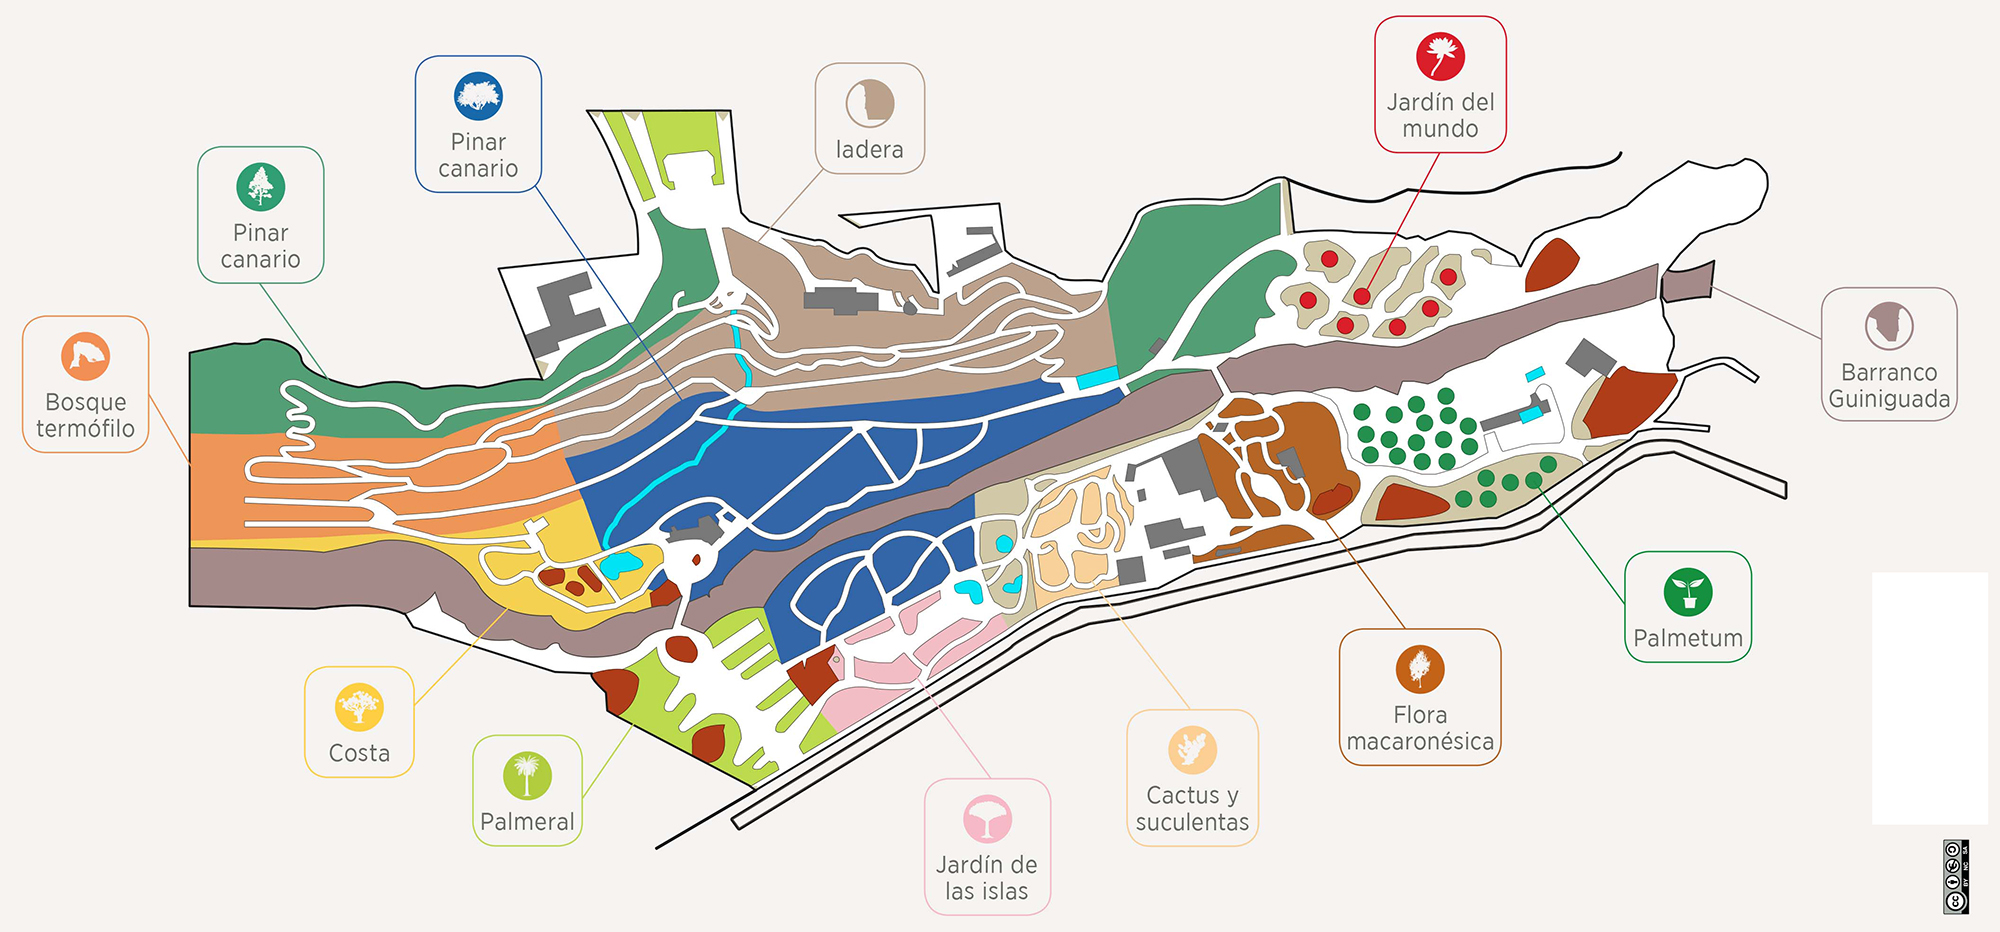 Jardín del
mundo
Pinar
canario
ladera
Pinar
canario
Bosque
termófilo
Barranco
Guiniguada
Palmetum
Flora
macaronésica
Costa
Palmeral
Cactus y
suculentas
Jardín de
las islas
cc
BY NC SA